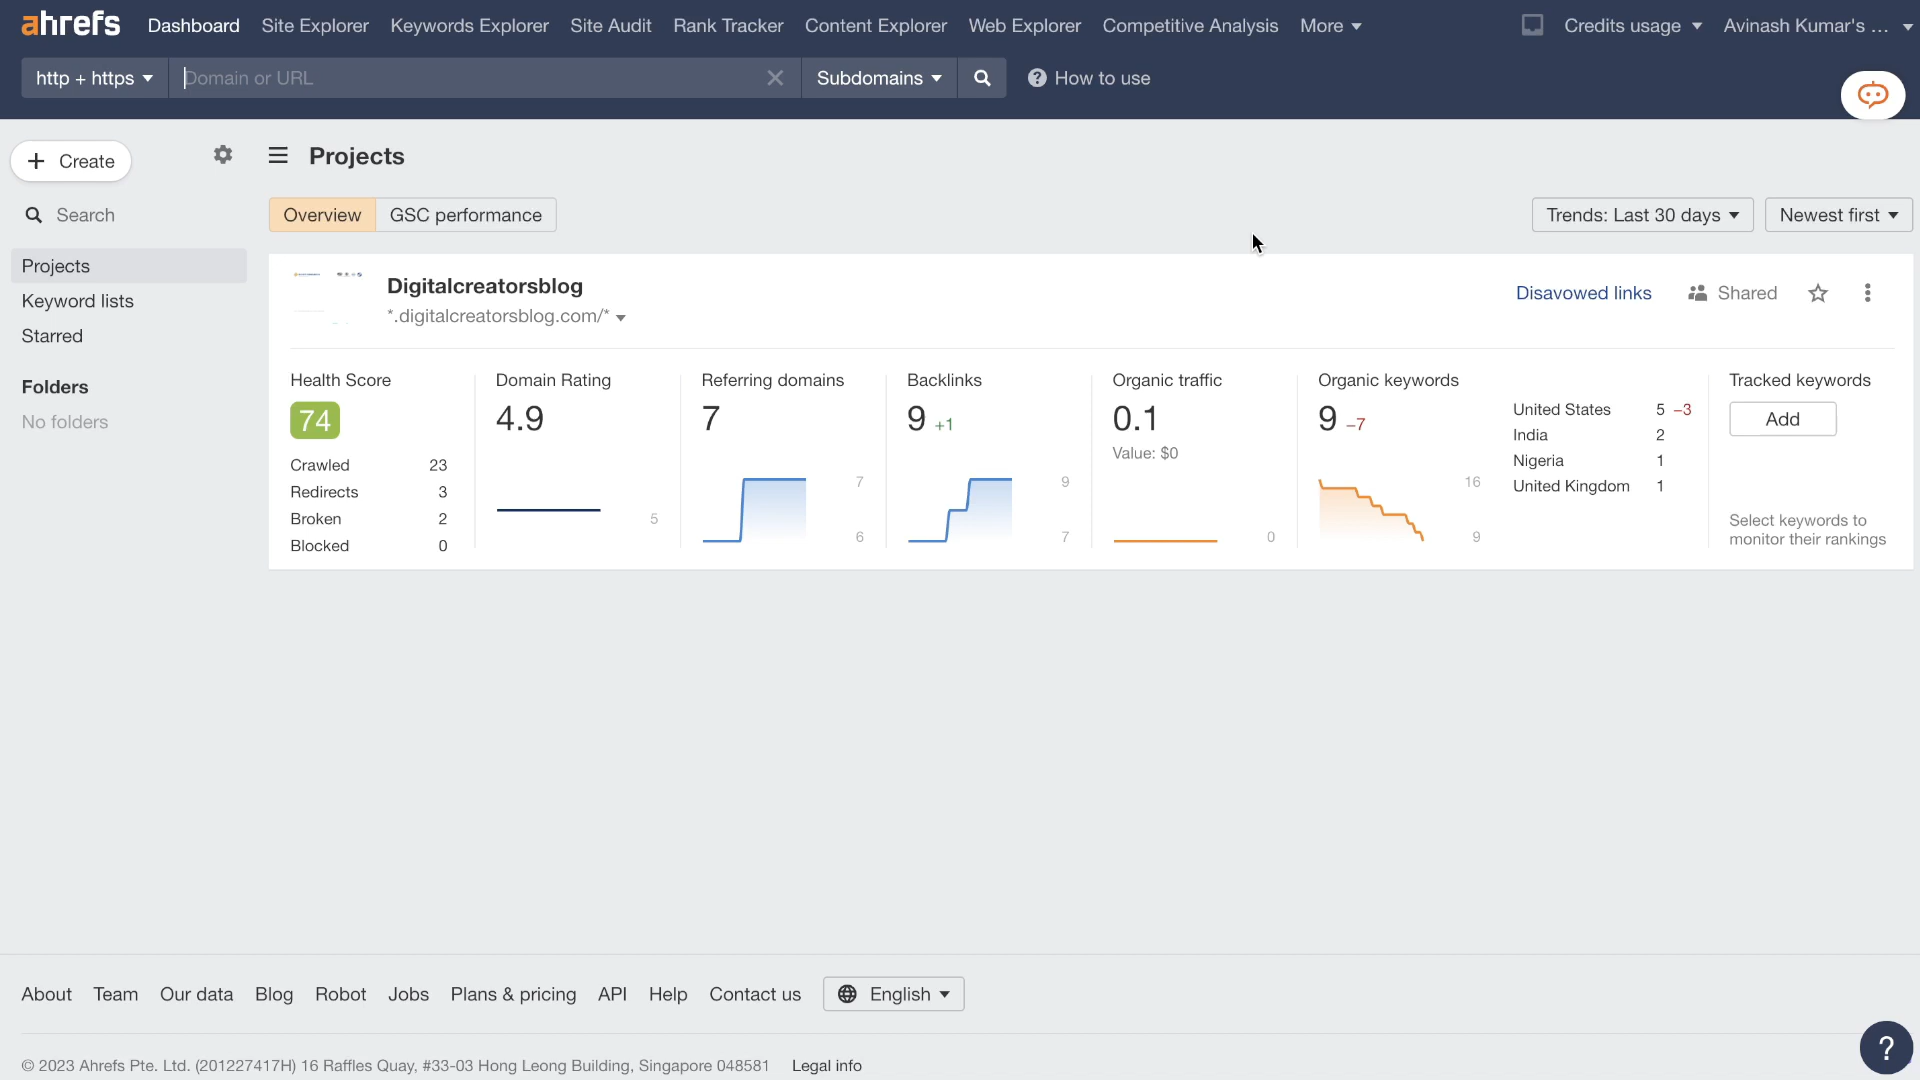 ahrefs Dashboard Site Explorer Keywords Explorer Site Audit Rank Tracker Content Explorer Web Explorer Competitive Analysis More Credits usage Avinash Kumar's ...
http + https Domain or URL Subdomains How to use
Create
Projects
Search
Overview GSC performance Trends: Last 30 days Newest first
Projects
Keyword lists
Starred
Folders
No folders
Digitalcreatorsblog
*.digitalcreatorsblog.com/*
Disavowed links Shared
Health Score
74
Crawled 23
Redirects 3
Broken 2
Blocked 0
Domain Rating
4.9
5
Referring domains
7
7
6
Backlinks
9 +1
9
7
Organic traffic
0.1
Value: $0
0
Organic keywords
9 –7
16
9
United States 5 –3
India 2
Nigeria 1
United Kingdom 1
Tracked keywords
Add
Select keywords to
monitor their rankings
About Team Our data Blog Robot Jobs Plans & pricing API Help Contact us English
© 2023 Ahrefs Pte. Ltd. (201227417H) 16 Raffles Quay, #33-03 Hong Leong Building, Singapore 048581 Legal info
?